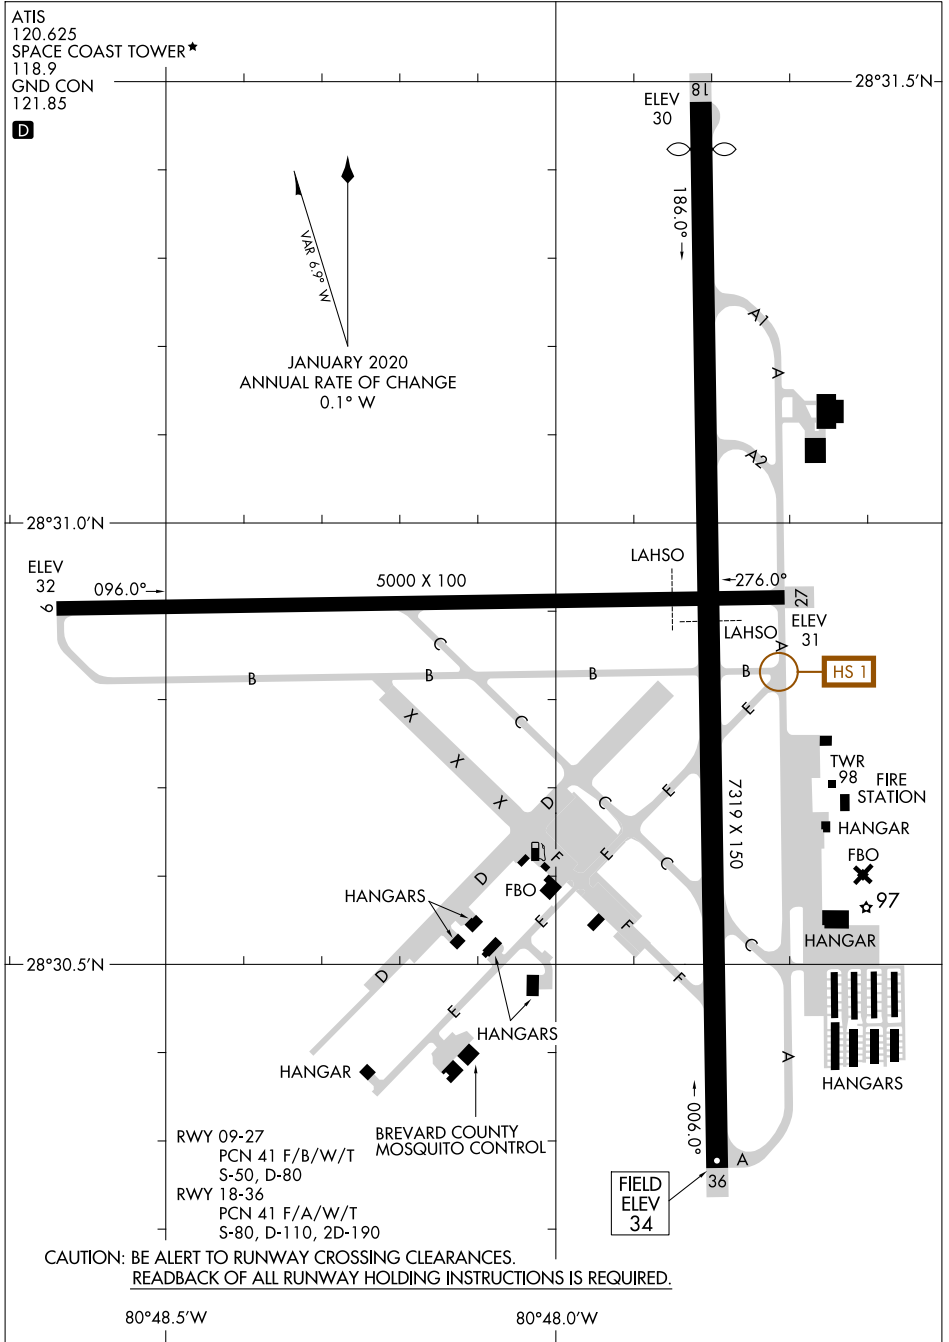 ATIS
120.625
SPACE COAST TOWER★
118.9
GND CON
121.85
D
28°31.5'N
18
ELEV
30
186.0°
VAR 6.9° W
JANUARY 2020
ANNUAL RATE OF CHANGE
0.1° W
A1
A
A2
28°31.0'N
LAHSO
ELEV
32
096.0°
5000 X 100
276.0°
9
27
ELEV
31
LAHSO
A
C
B
B
B
B
HS 1
E
X
C
X
TWR
98
FIRE
STATION
7319 X 150
E
X
D
C
HANGAR
F
E
C
FBO
D
FBO
HANGARS
97
E
F
C
HANGAR
28°30.5'N
D
F
E
HANGARS
A
HANGAR
HANGARS
006.0°
RWY 09-27
PCN 41 F/B/W/T
S-50, D-80
RWY 18-36
PCN 41 F/A/W/T
S-80, D-110, 2D-190
BREVARD COUNTY
MOSQUITO CONTROL
A
36
FIELD
ELEV
34
CAUTION: BE ALERT TO RUNWAY CROSSING CLEARANCES.
READBACK OF ALL RUNWAY HOLDING INSTRUCTIONS IS REQUIRED.
80°48.5'W
80°48.0'W